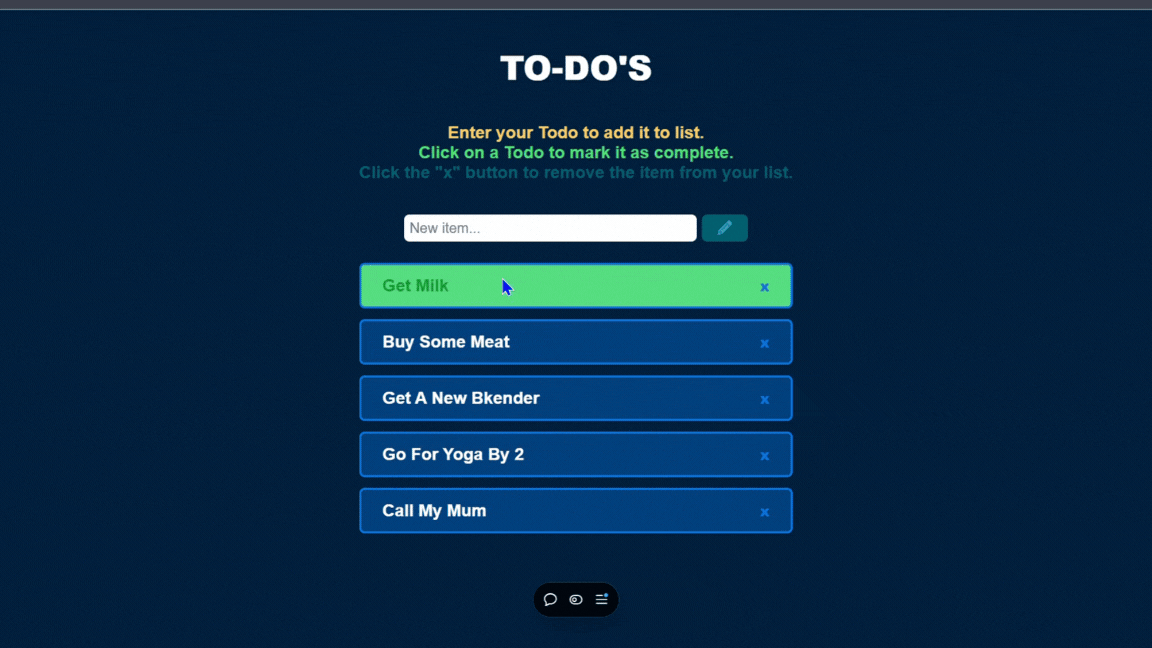 TO-DO'S
Enter your Todo to add it to list.
Click on a Todo to mark it as complete.
Click the "x" button to remove the item from your list.
New item...
Get Milk x
Buy Some Meat x
Get A New Bkender x
Go For Yoga By 2 x
Call My Mum x